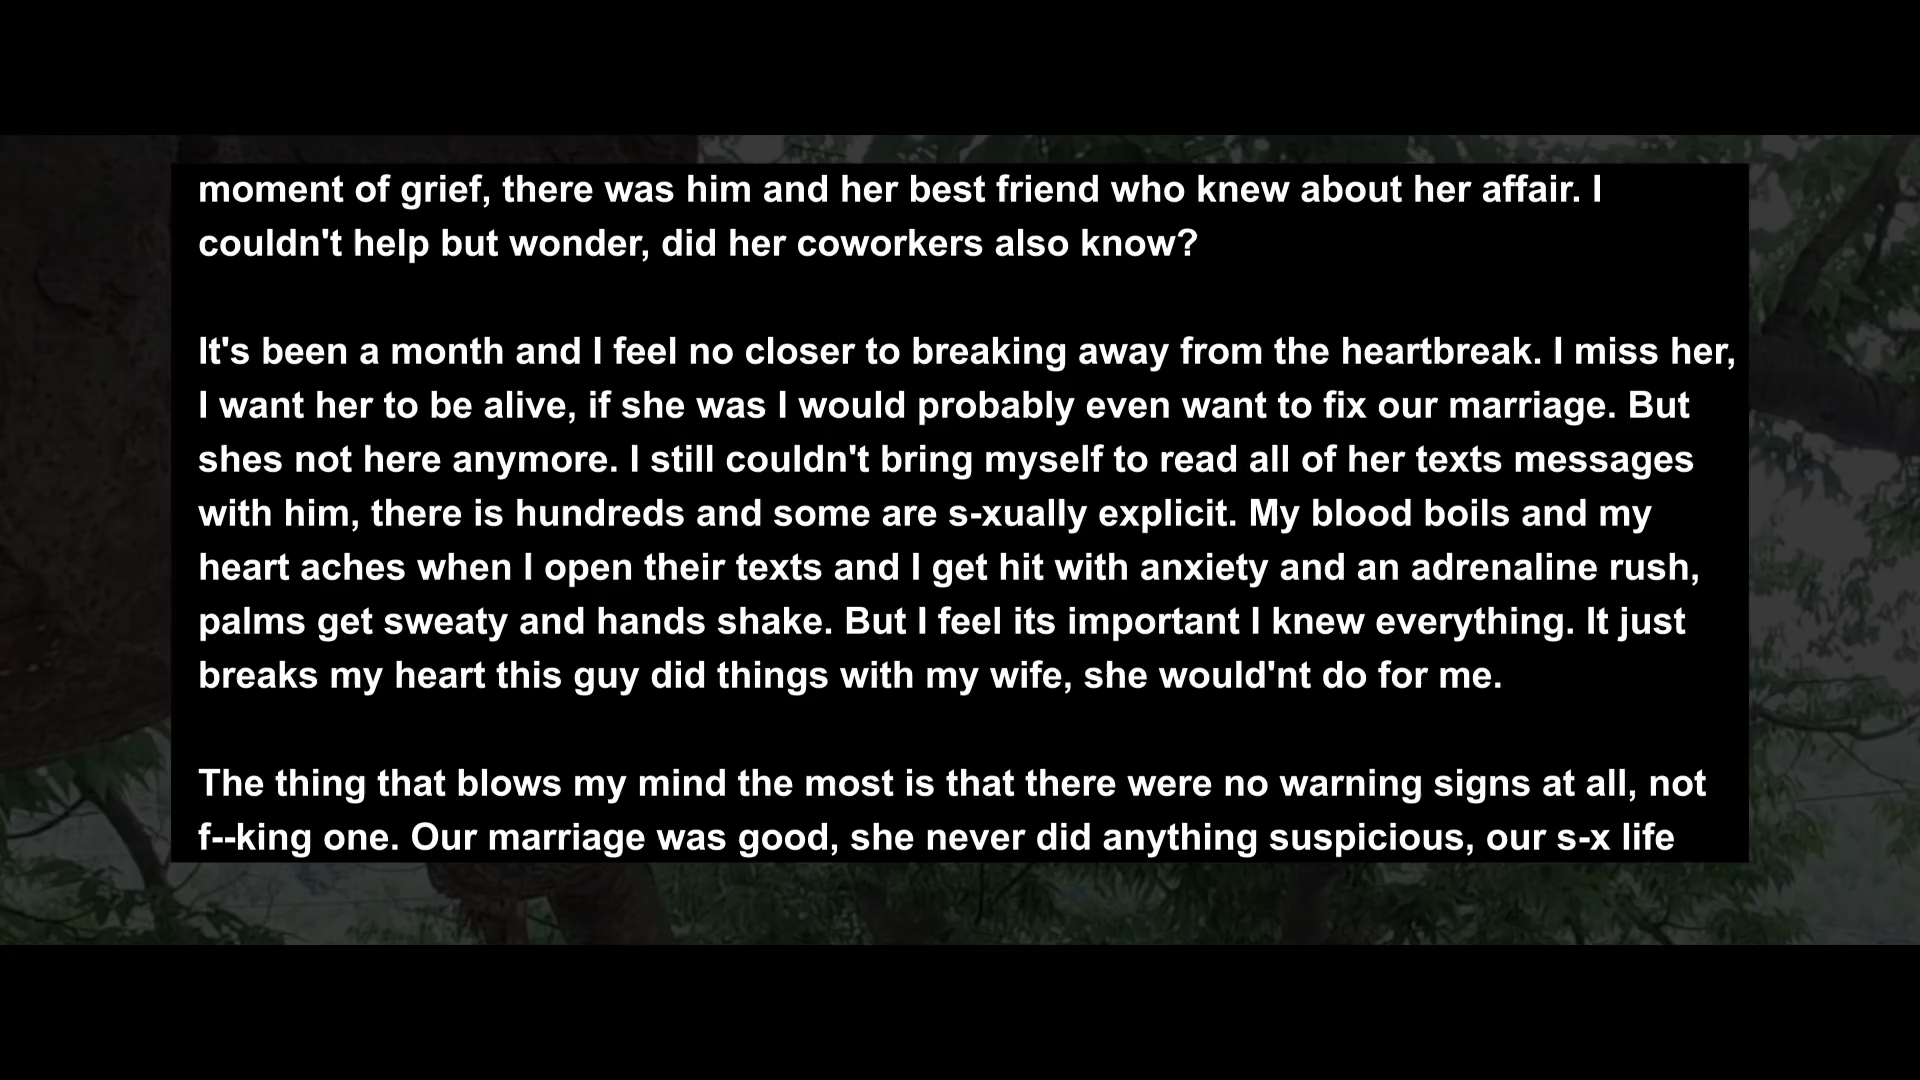 moment of grief, there was him and her best friend who knew about her affair. I
couldn't help but wonder, did her coworkers also know?
It's been a month and I feel no closer to breaking away from the heartbreak. I miss her,
I want her to be alive, if she was I would probably even want to fix our marriage. But
shes not here anymore. I still couldn't bring myself to read all of her texts messages
with him, there is hundreds and some are s-xually explicit. My blood boils and my
heart aches when I open their texts and I get hit with anxiety and an adrenaline rush,
palms get sweaty and hands shake. But I feel its important I knew everything. It just
breaks my heart this guy did things with my wife, she would'nt do for me.
The thing that blows my mind the most is that there were no warning signs at all, not
f--king one. Our marriage was good, she never did anything suspicious, our s-x life